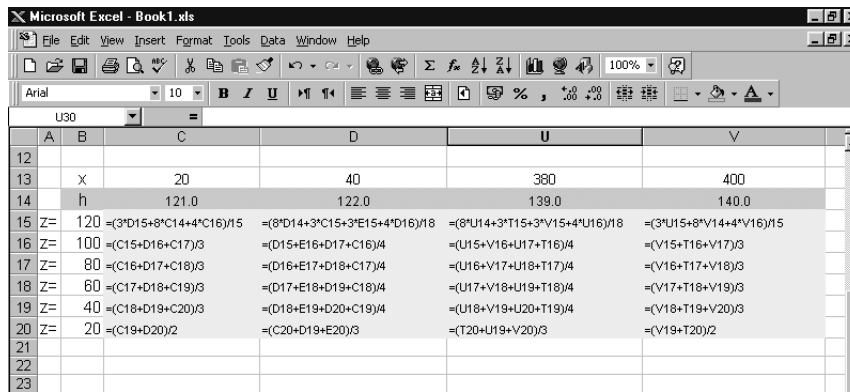 Microsoft Excel - Book1.xls
File Edit View Insert Format Tools Data Window Help
100%
Arial 10 B I U % ,
U30 =
A B C D U V
12
13 x 20 40 380 400
14 h 121.0 122.0 139.0 140.0
15 Z= 120 =(3*D15+8*C14+4*C16)/15 =(8*D14+3*C15+3*E15+4*D16)/18 =(8*U14+3*T15+3*V15+4*U16)/18 =(3*U15+8*V14+4*V16)/15
16 Z= 100 =(C15+D16+C17)/3 =(D15+E16+D17+C16)/4 =(U15+V16+U17+T16)/4 =(V15+T16+V17)/3
17 Z= 80 =(C16+D17+C18)/3 =(D16+E17+D18+C17)/4 =(U16+V17+U18+T17)/4 =(V16+T17+V18)/3
18 Z= 60 =(C17+D18+C19)/3 =(D17+E18+D19+C18)/4 =(U17+V18+U19+T18)/4 =(V17+T18+V19)/3
19 Z= 40 =(C18+D19+C20)/3 =(D18+E19+D20+C19)/4 =(U18+V19+U20+T19)/4 =(V18+T19+V20)/3
20 Z= 20 =(C19+D20)/2 =(C20+D19+E20)/3 =(T20+U19+V20)/3 =(V19+T20)/2
21
22
23